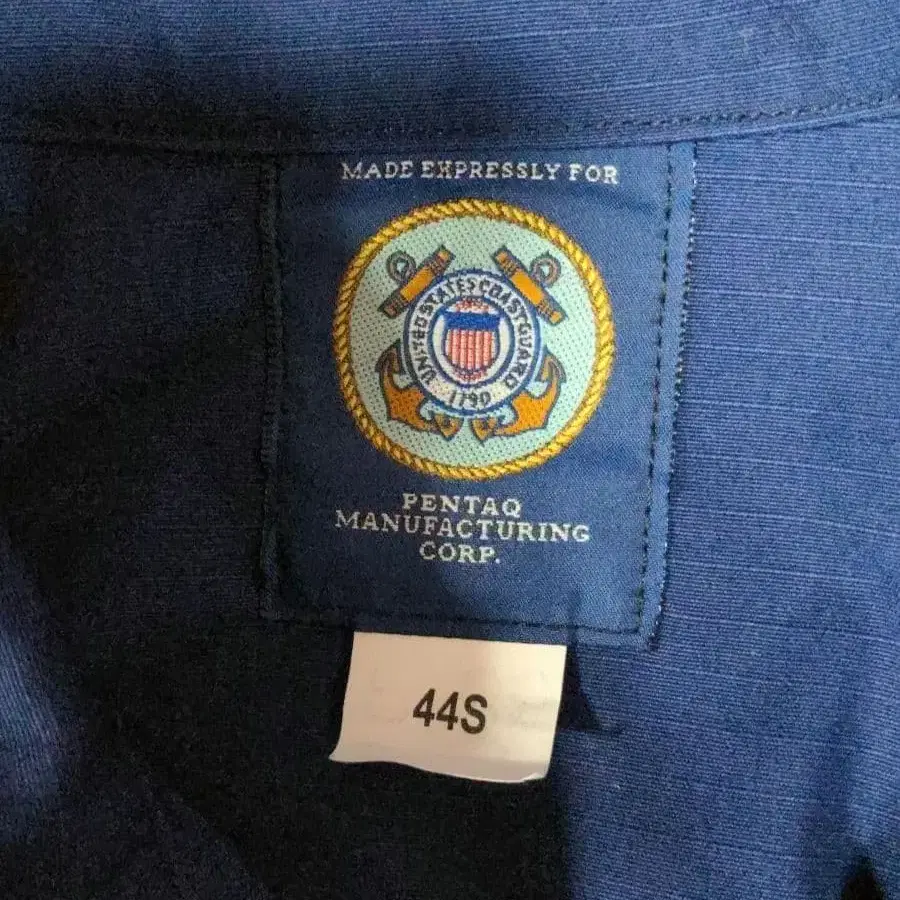 MADE EXPRESSLY FOR
UNITED STATES COAST GUARD
1790
PENTAQ
MANUFACTURING
CORP.
44S